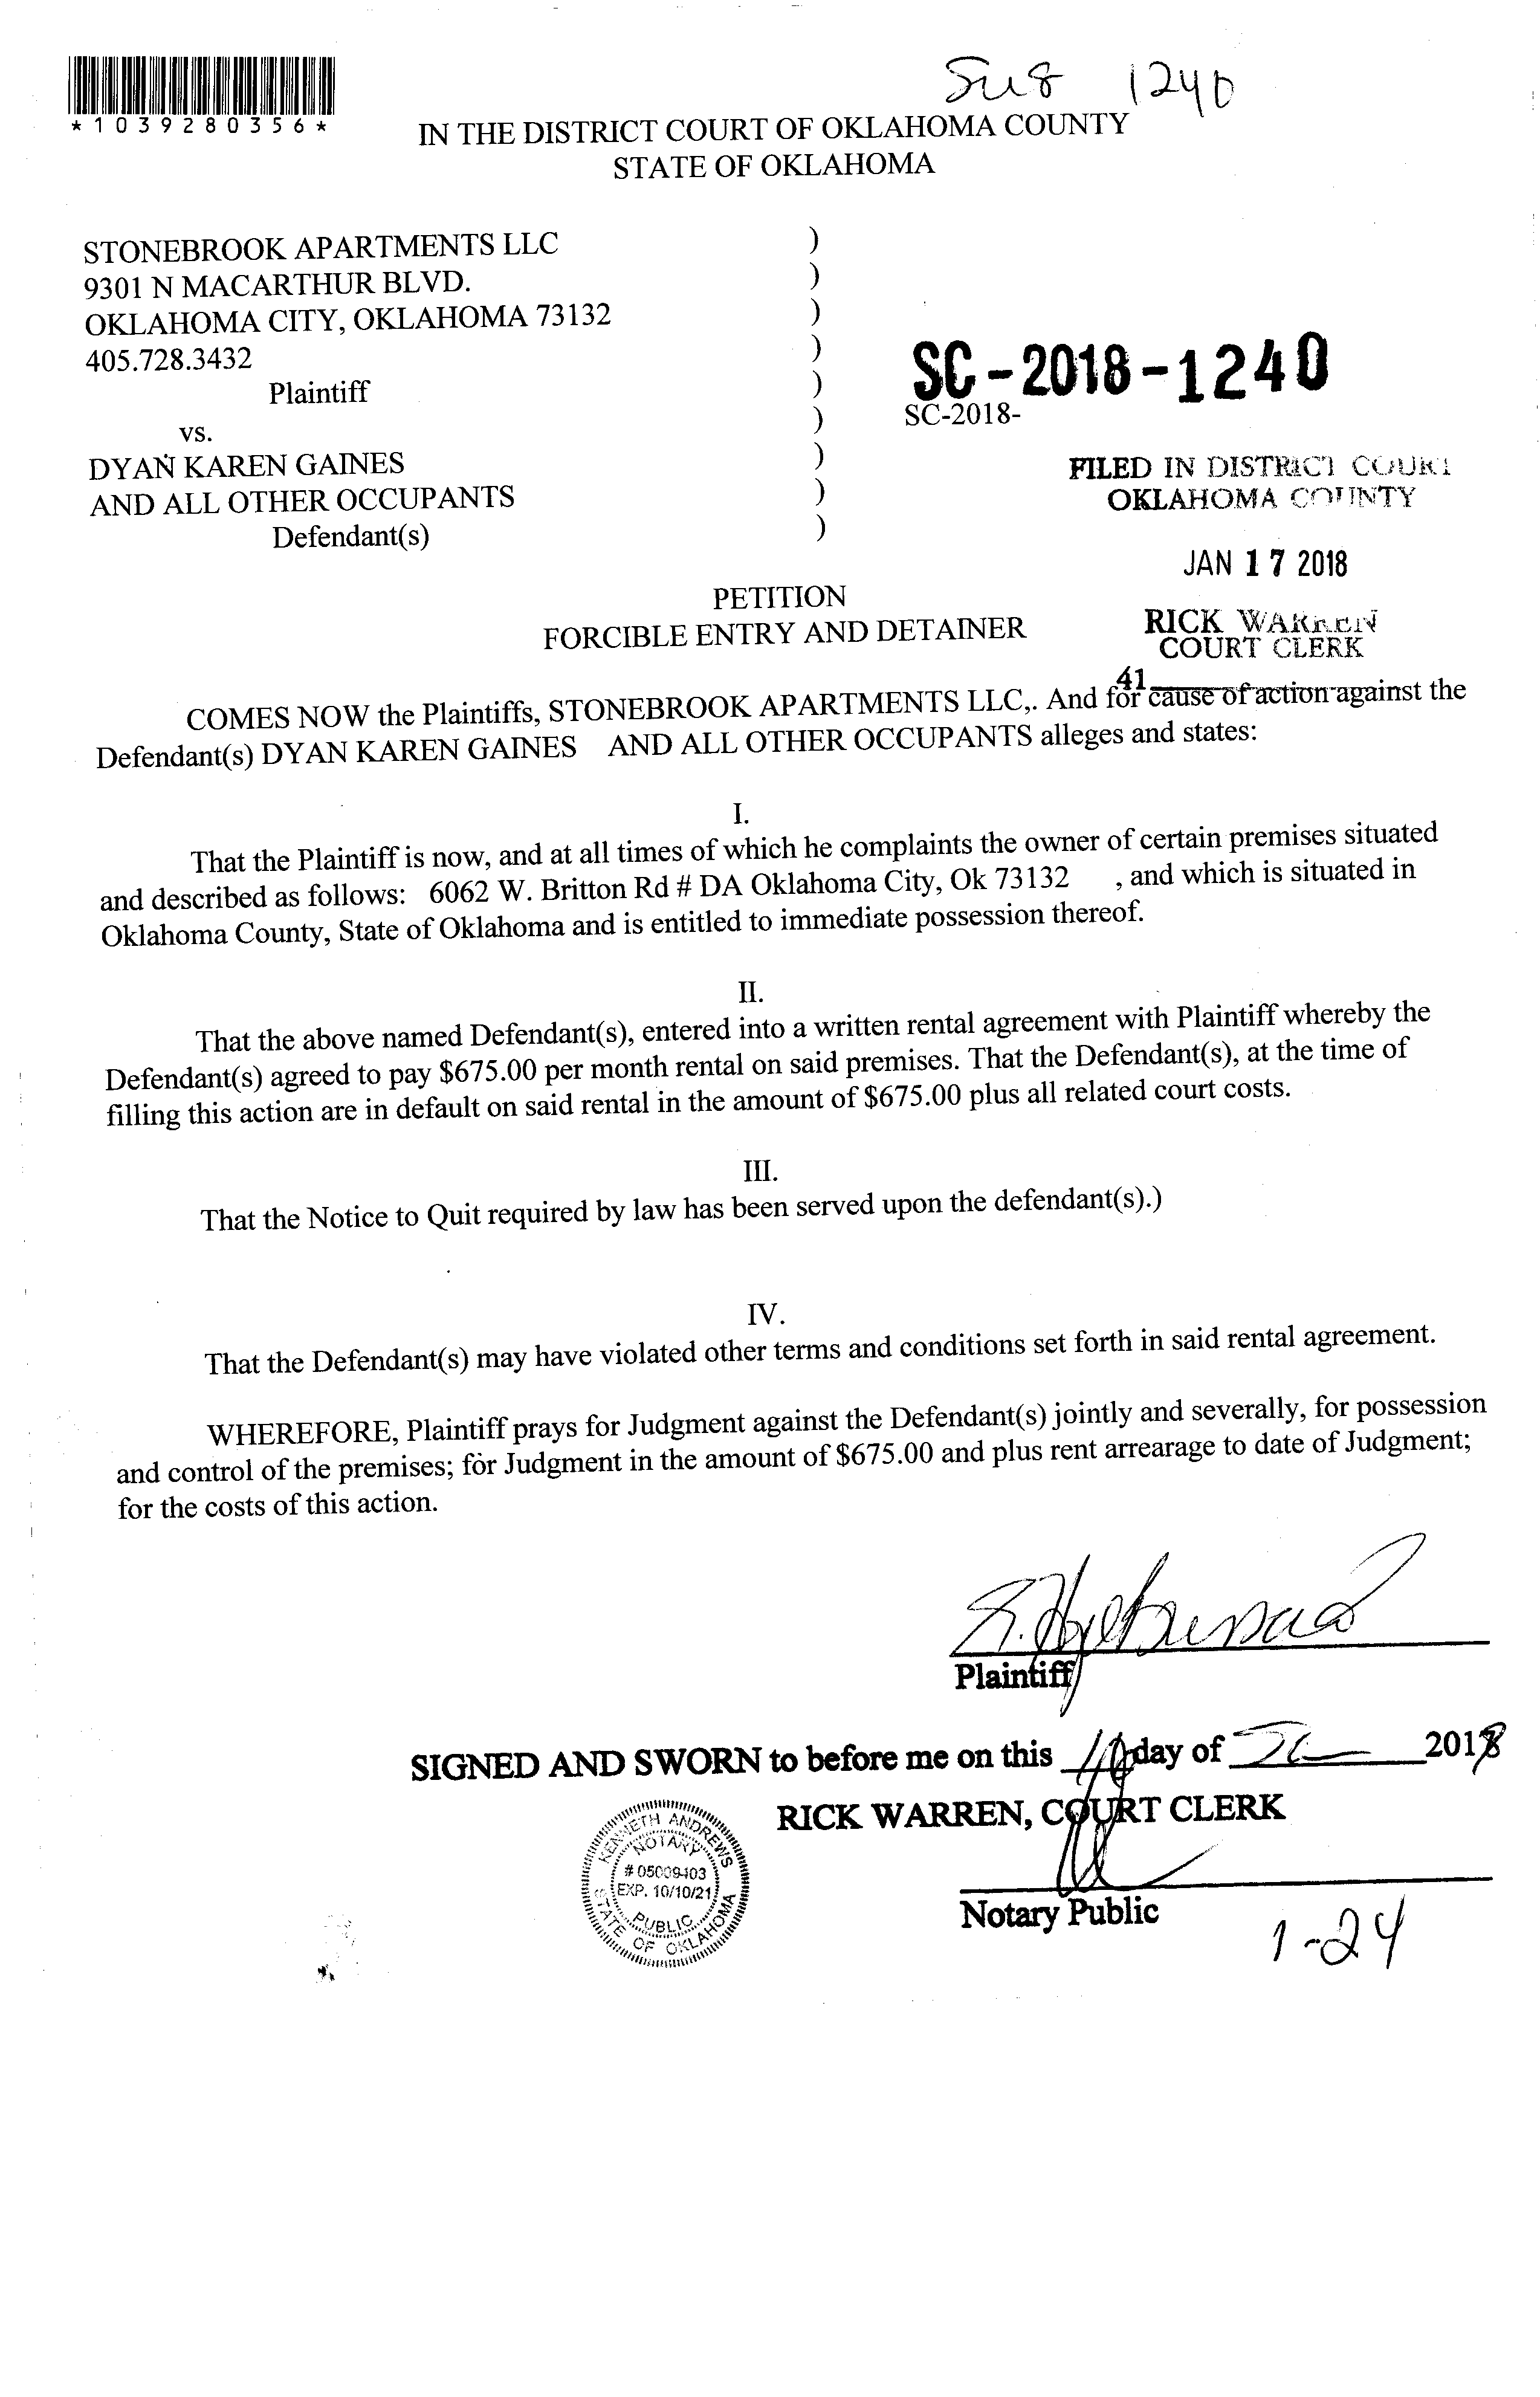 *1039280356*
1240
IN THE DISTRICT COURT OF OKLAHOMA COUNTY
STATE OF OKLAHOMA
STONEBROOK APARTMENTS LLC )
9301 N MACARTHUR BLVD. )
OKLAHOMA CITY, OKLAHOMA 73132 )
405.728.3432 )
Plaintiff )
vs. )
DYAN KAREN GAINES )
AND ALL OTHER OCCUPANTS )
Defendant(s) )
SC-2018-1240
SC-2018-
FILED IN DISTRICT COURT
OKLAHOMA COUNTY
JAN 17 2018
RICK WARREN
COURT CLERK
41
PETITION
FORCIBLE ENTRY AND DETAINER
COMES NOW the Plaintiffs, STONEBROOK APARTMENTS LLC,. And for cause of action against the
Defendant(s) DYAN KAREN GAINES AND ALL OTHER OCCUPANTS alleges and states:
I.
That the Plaintiff is now, and at all times of which he complaints the owner of certain premises situated
and described as follows: 6062 W. Britton Rd # DA Oklahoma City, Ok 73132 , and which is situated in
Oklahoma County, State of Oklahoma and is entitled to immediate possession thereof.
II.
That the above named Defendant(s), entered into a written rental agreement with Plaintiff whereby the
Defendant(s) agreed to pay $675.00 per month rental on said premises. That the Defendant(s), at the time of
filling this action are in default on said rental in the amount of $675.00 plus all related court costs.
III.
That the Notice to Quit required by law has been served upon the defendant(s).)
IV.
That the Defendant(s) may have violated other terms and conditions set forth in said rental agreement.
WHEREFORE, Plaintiff prays for Judgment against the Defendant(s) jointly and severally, for possession
and control of the premises; for Judgment in the amount of $675.00 and plus rent arrearage to date of Judgment;
for the costs of this action.
Plaintiff
SIGNED AND SWORN to before me on this day of 2018
RICK WARREN, COURT CLERK
KENNETH ANDREWS
NOTARY
# 05009403
EXP. 10/10/21
PUBLIC
STATE OF OKLAHOMA
Notary Public
1-24